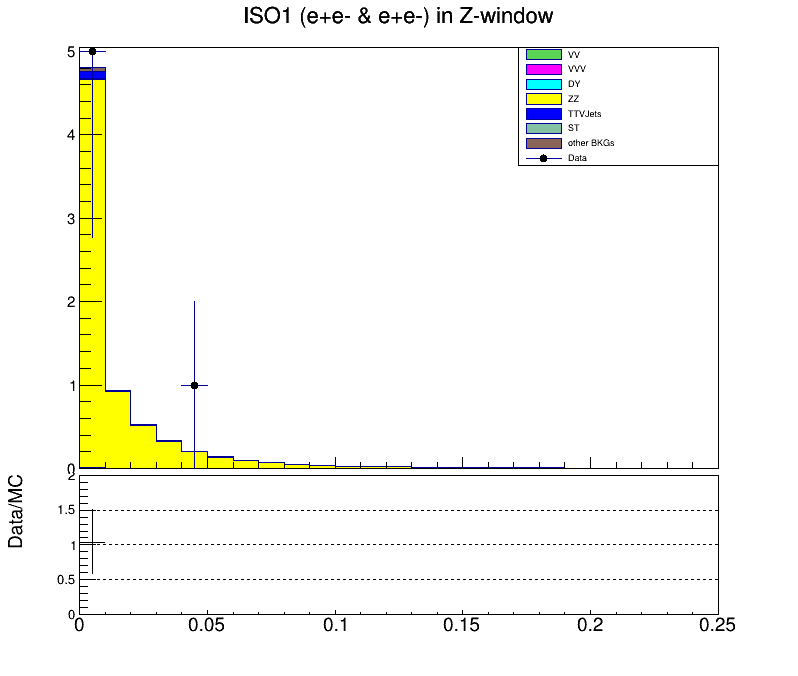 ISO1 (e+e- & e+e-) in Z-window
5
4
3
2
1
0
VV
VVV
DY
ZZ
TTVJets
ST
other BKGs
Data
Data/MC
2
1.5
1
0.5
0
0 0.05 0.1 0.15 0.2 0.25